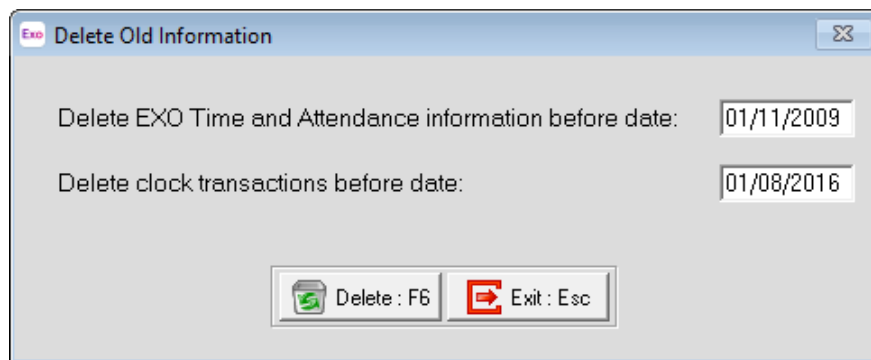 Exo Delete Old Information
Delete EXO Time and Attendance information before date: 01/11/2009
Delete clock transactions before date: 01/08/2016
Delete : F6 Exit : Esc